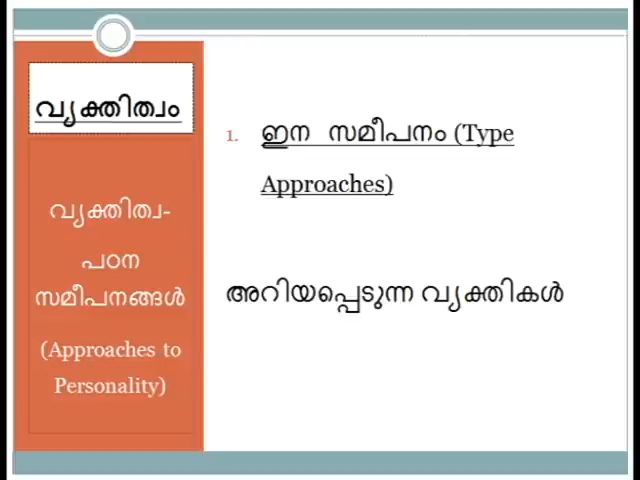 വ്യക്തിത്വം
വ്യക്തിത്വ-
പഠന
സമീപനങ്ങൾ
(Approaches to
Personality)
1. ഇന സമീപനം (Type
Approaches)
അറിയപ്പെടുന്ന വ്യക്തികൾ